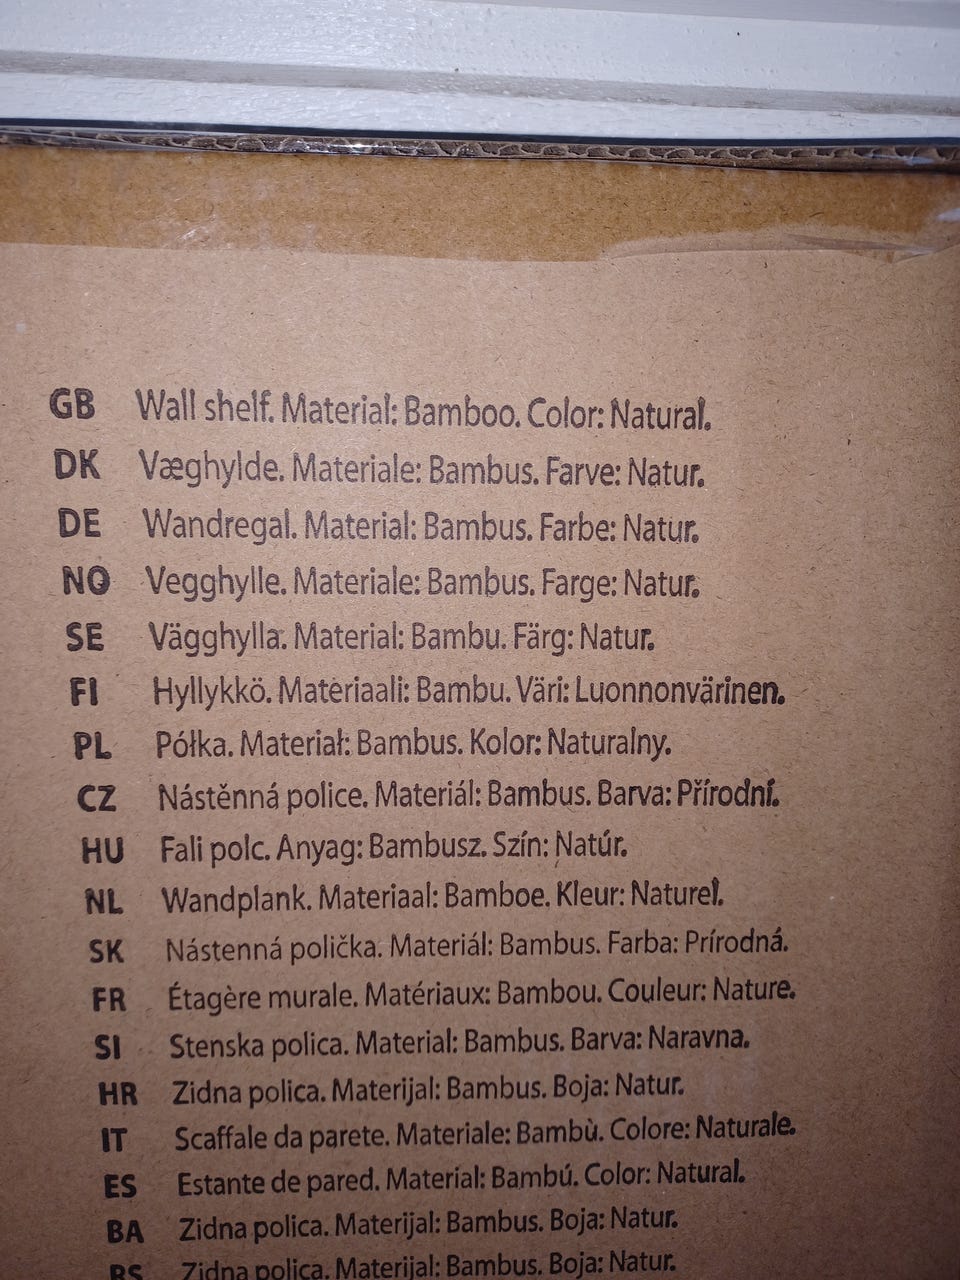 GB Wall shelf. Material: Bamboo. Color: Natural.
DK Væghylde. Materiale: Bambus. Farve: Natur.
DE Wandregal. Material: Bambus. Farbe: Natur.
NO Vegghylle. Materiale: Bambus. Farge: Natur.
SE Vägghylla. Material: Bambu. Färg: Natur.
FI Hyllykkö. Materiaali: Bambu. Väri: Luonnonvärinen.
PL Półka. Materiał: Bambus. Kolor: Naturalny.
CZ Nástěnná police. Materiál: Bambus. Barva: Přírodní.
HU Fali polc. Anyag: Bambusz. Szín: Natúr.
NL Wandplank. Materiaal: Bamboe. Kleur: Naturel.
SK Nástenná polička. Materiál: Bambus. Farba: Prírodná.
FR Étagère murale. Matériaux: Bambou. Couleur: Nature.
SI Stenska polica. Material: Bambus. Barva: Naravna.
HR Zidna polica. Materijal: Bambus. Boja: Natur.
IT Scaffale da parete. Materiale: Bambù. Colore: Naturale.
ES Estante de pared. Material: Bambú. Color: Natural.
BA Zidna polica. Materijal: Bambus. Boja: Natur.
RS Zidna polica. Materijal: Bambus. Boja: Natur.